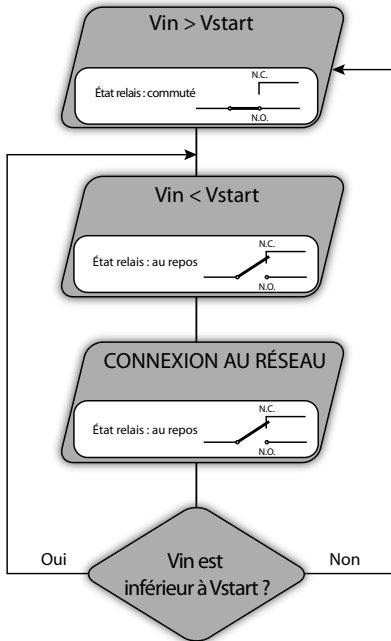 Vin > Vstart
N.C.
État relais : commuté
N.O.
Vin < Vstart
N.C.
État relais : au repos
N.O.
CONNEXION AU RÉSEAU
N.C.
État relais : au repos
N.O.
Oui
Vin est
inférieur à Vstart ?
Non